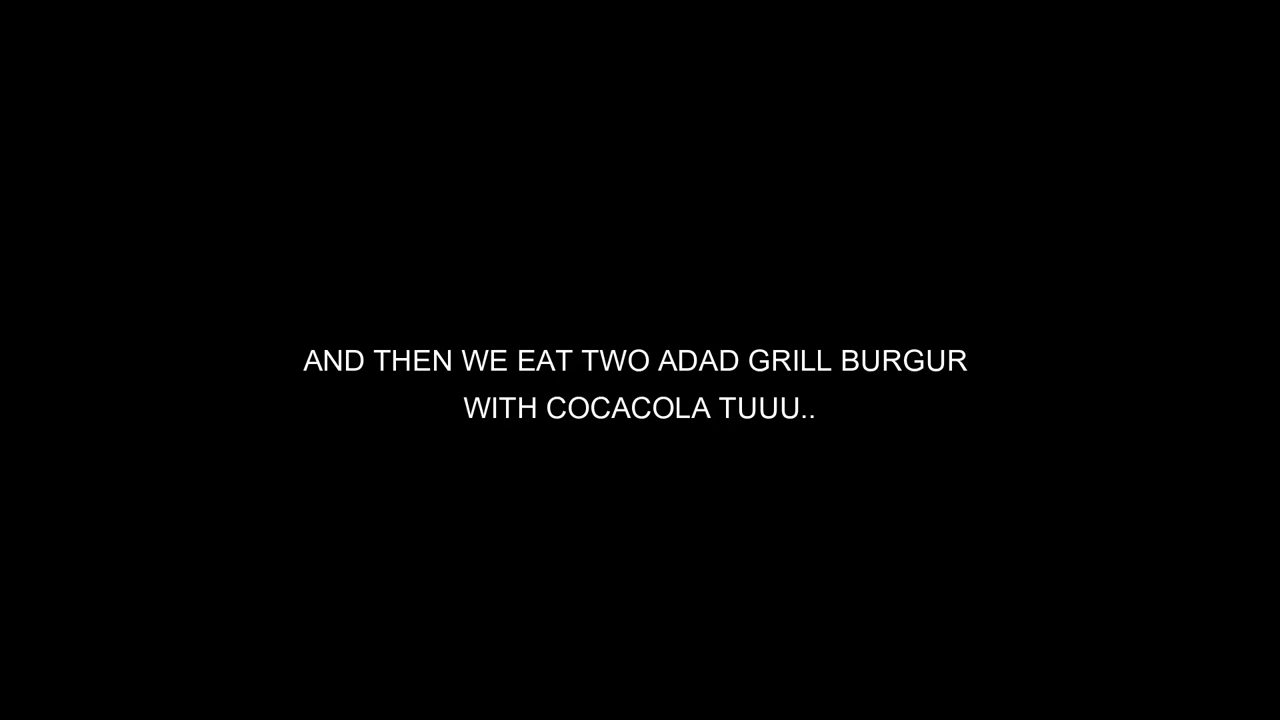 AND THEN WE EAT TWO ADAD GRILL BURGUR
WITH COCACOLA TUUU..